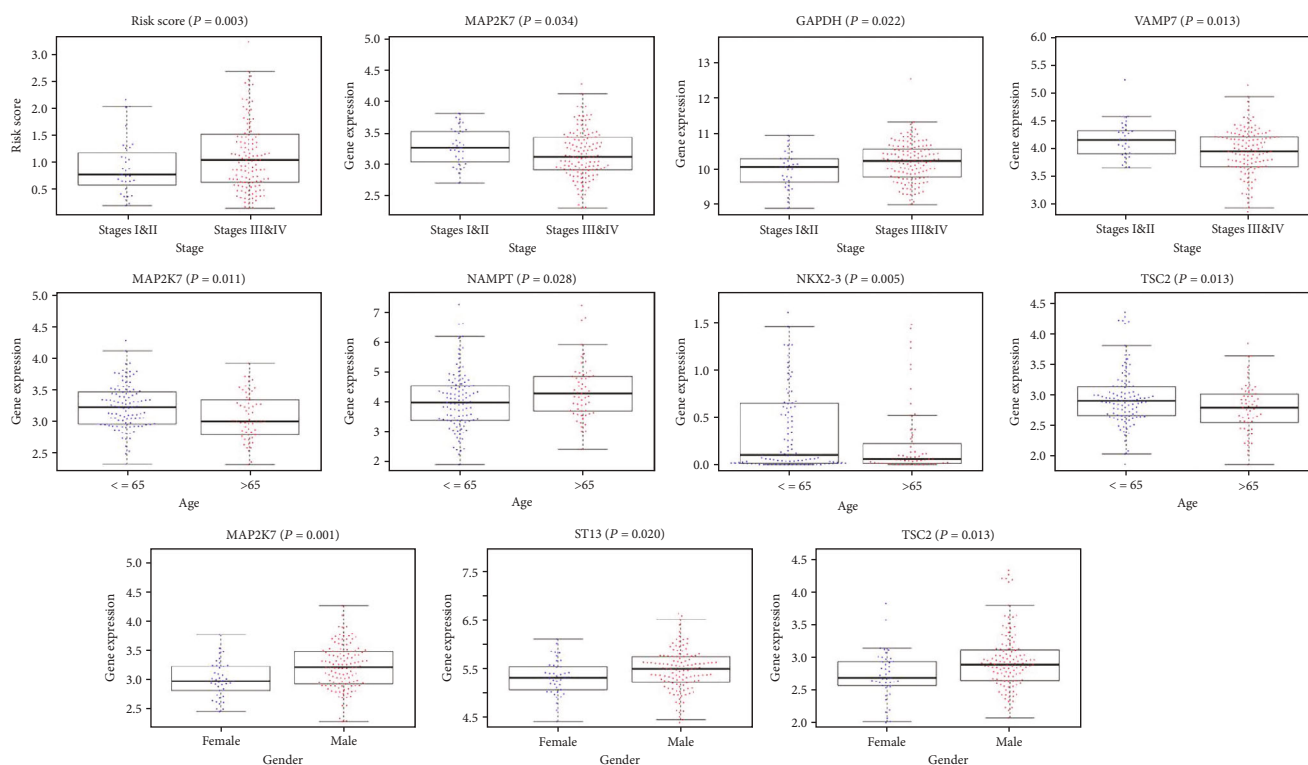 Risk score (P = 0.003)
Risk score
3.0
2.5
2.0
1.5
1.0
0.5
Stages I&II
Stages III&IV
Stage
MAP2K7 (P = 0.034)
Gene expression
5.0
4.5
4.0
3.5
3.0
2.5
Stages I&II
Stages III&IV
Stage
GAPDH (P = 0.022)
Gene expression
13
12
11
10
9
Stages I&II
Stages III&IV
Stage
VAMP7 (P = 0.013)
Gene expression
6.0
5.5
5.0
4.5
4.0
3.5
3.0
Stages I&II
Stages III&IV
Stage
MAP2K7 (P = 0.011)
Gene expression
5.0
4.5
4.0
3.5
3.0
2.5
< = 65
>65
Age
NAMPT (P = 0.028)
Gene expression
7
6
5
4
3
2
< = 65
>65
Age
NKX2-3 (P = 0.005)
Gene expression
1.5
1.0
0.5
0.0
< = 65
>65
Age
TSC2 (P = 0.013)
Gene expression
4.5
4.0
3.5
3.0
2.5
2.0
< = 65
>65
Age
MAP2K7 (P = 0.001)
Gene expression
5.0
4.5
4.0
3.5
3.0
2.5
Female
Male
Gender
ST13 (P = 0.020)
Gene expression
7.5
6.5
5.5
4.5
Female
Male
Gender
TSC2 (P = 0.013)
Gene expression
4.5
4.0
3.5
3.0
2.5
2.0
Female
Male
Gender